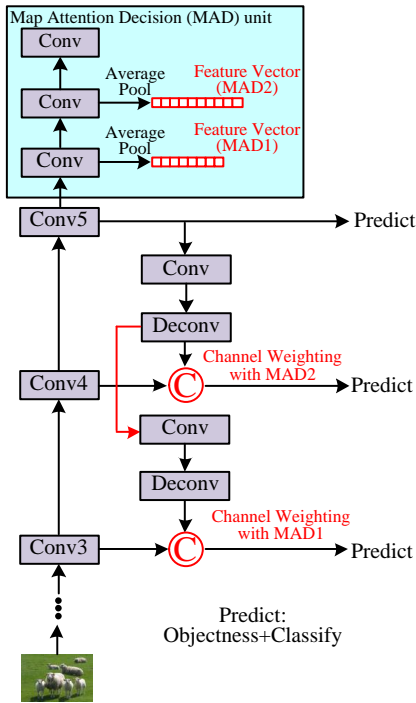 Map Attention Decision (MAD) unit
Conv
Average
Pool
Feature Vector
(MAD2)
Conv
Average
Pool
Feature Vector
(MAD1)
Conv
Conv5
Predict
Conv
Deconv
Channel Weighting
with MAD2
Conv4
C
Predict
Conv
Deconv
Channel Weighting
with MAD1
Conv3
C
Predict
Predict:
Objectness+Classify